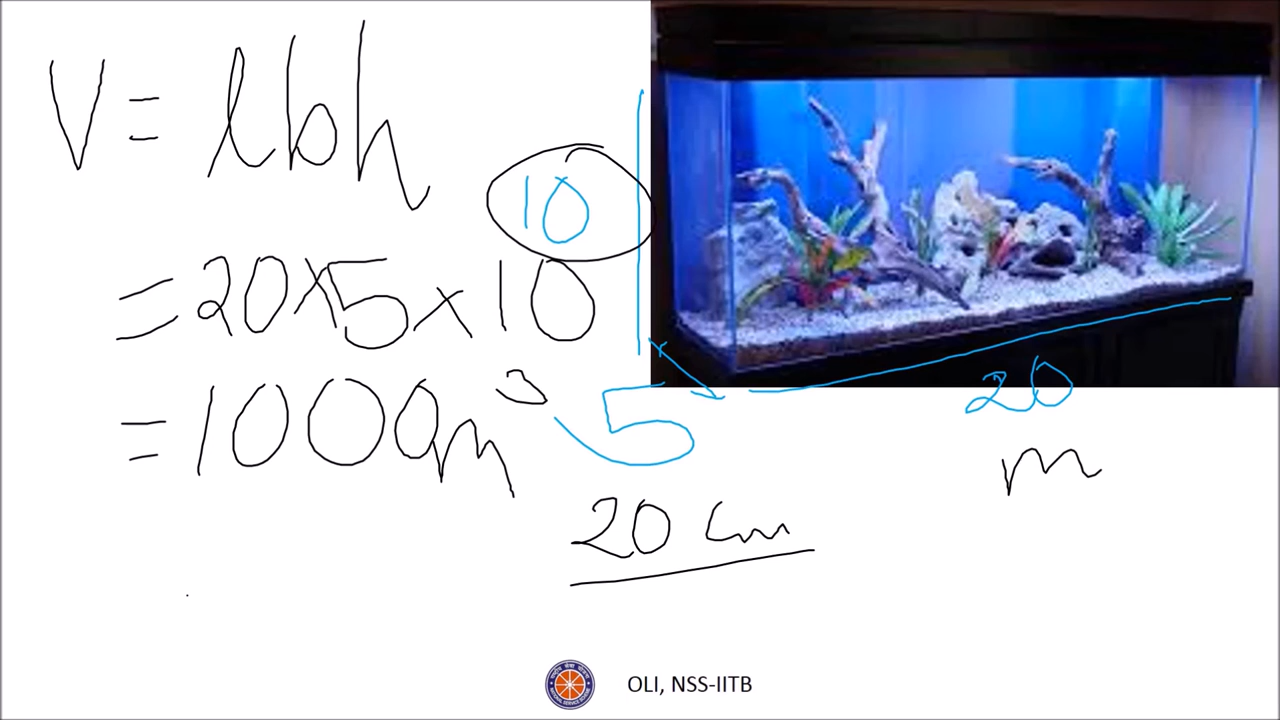 V = lbh
10
= 20 x 5 x 10
= 1000m³
5
20
m
20 cm
OLI, NSS-IITB